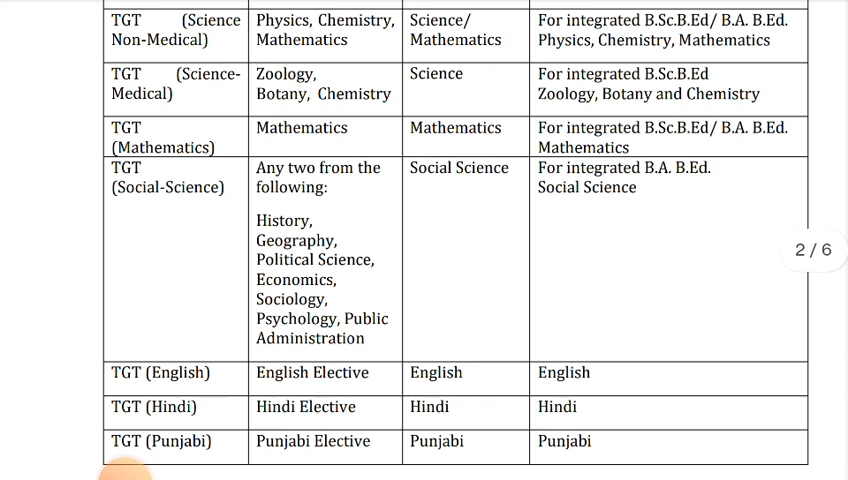 TGT (Science Non-Medical)
Physics, Chemistry, Mathematics
Science/ Mathematics
For integrated B.Sc.B.Ed/ B.A. B.Ed.
Physics, Chemistry, Mathematics
TGT (Science-Medical)
Zoology,
Botany, Chemistry
Science
For integrated B.Sc.B.Ed
Zoology, Botany and Chemistry
TGT
(Mathematics)
Mathematics
Mathematics
For integrated B.Sc.B.Ed/ B.A. B.Ed.
Mathematics
TGT
(Social-Science)
Any two from the
following:
History,
Geography,
Political Science,
Economics,
Sociology,
Psychology, Public
Administration
Social Science
For integrated B.A. B.Ed.
Social Science
2 / 6
TGT (English)
English Elective
English
English
TGT (Hindi)
Hindi Elective
Hindi
Hindi
TGT (Punjabi)
Punjabi Elective
Punjabi
Punjabi